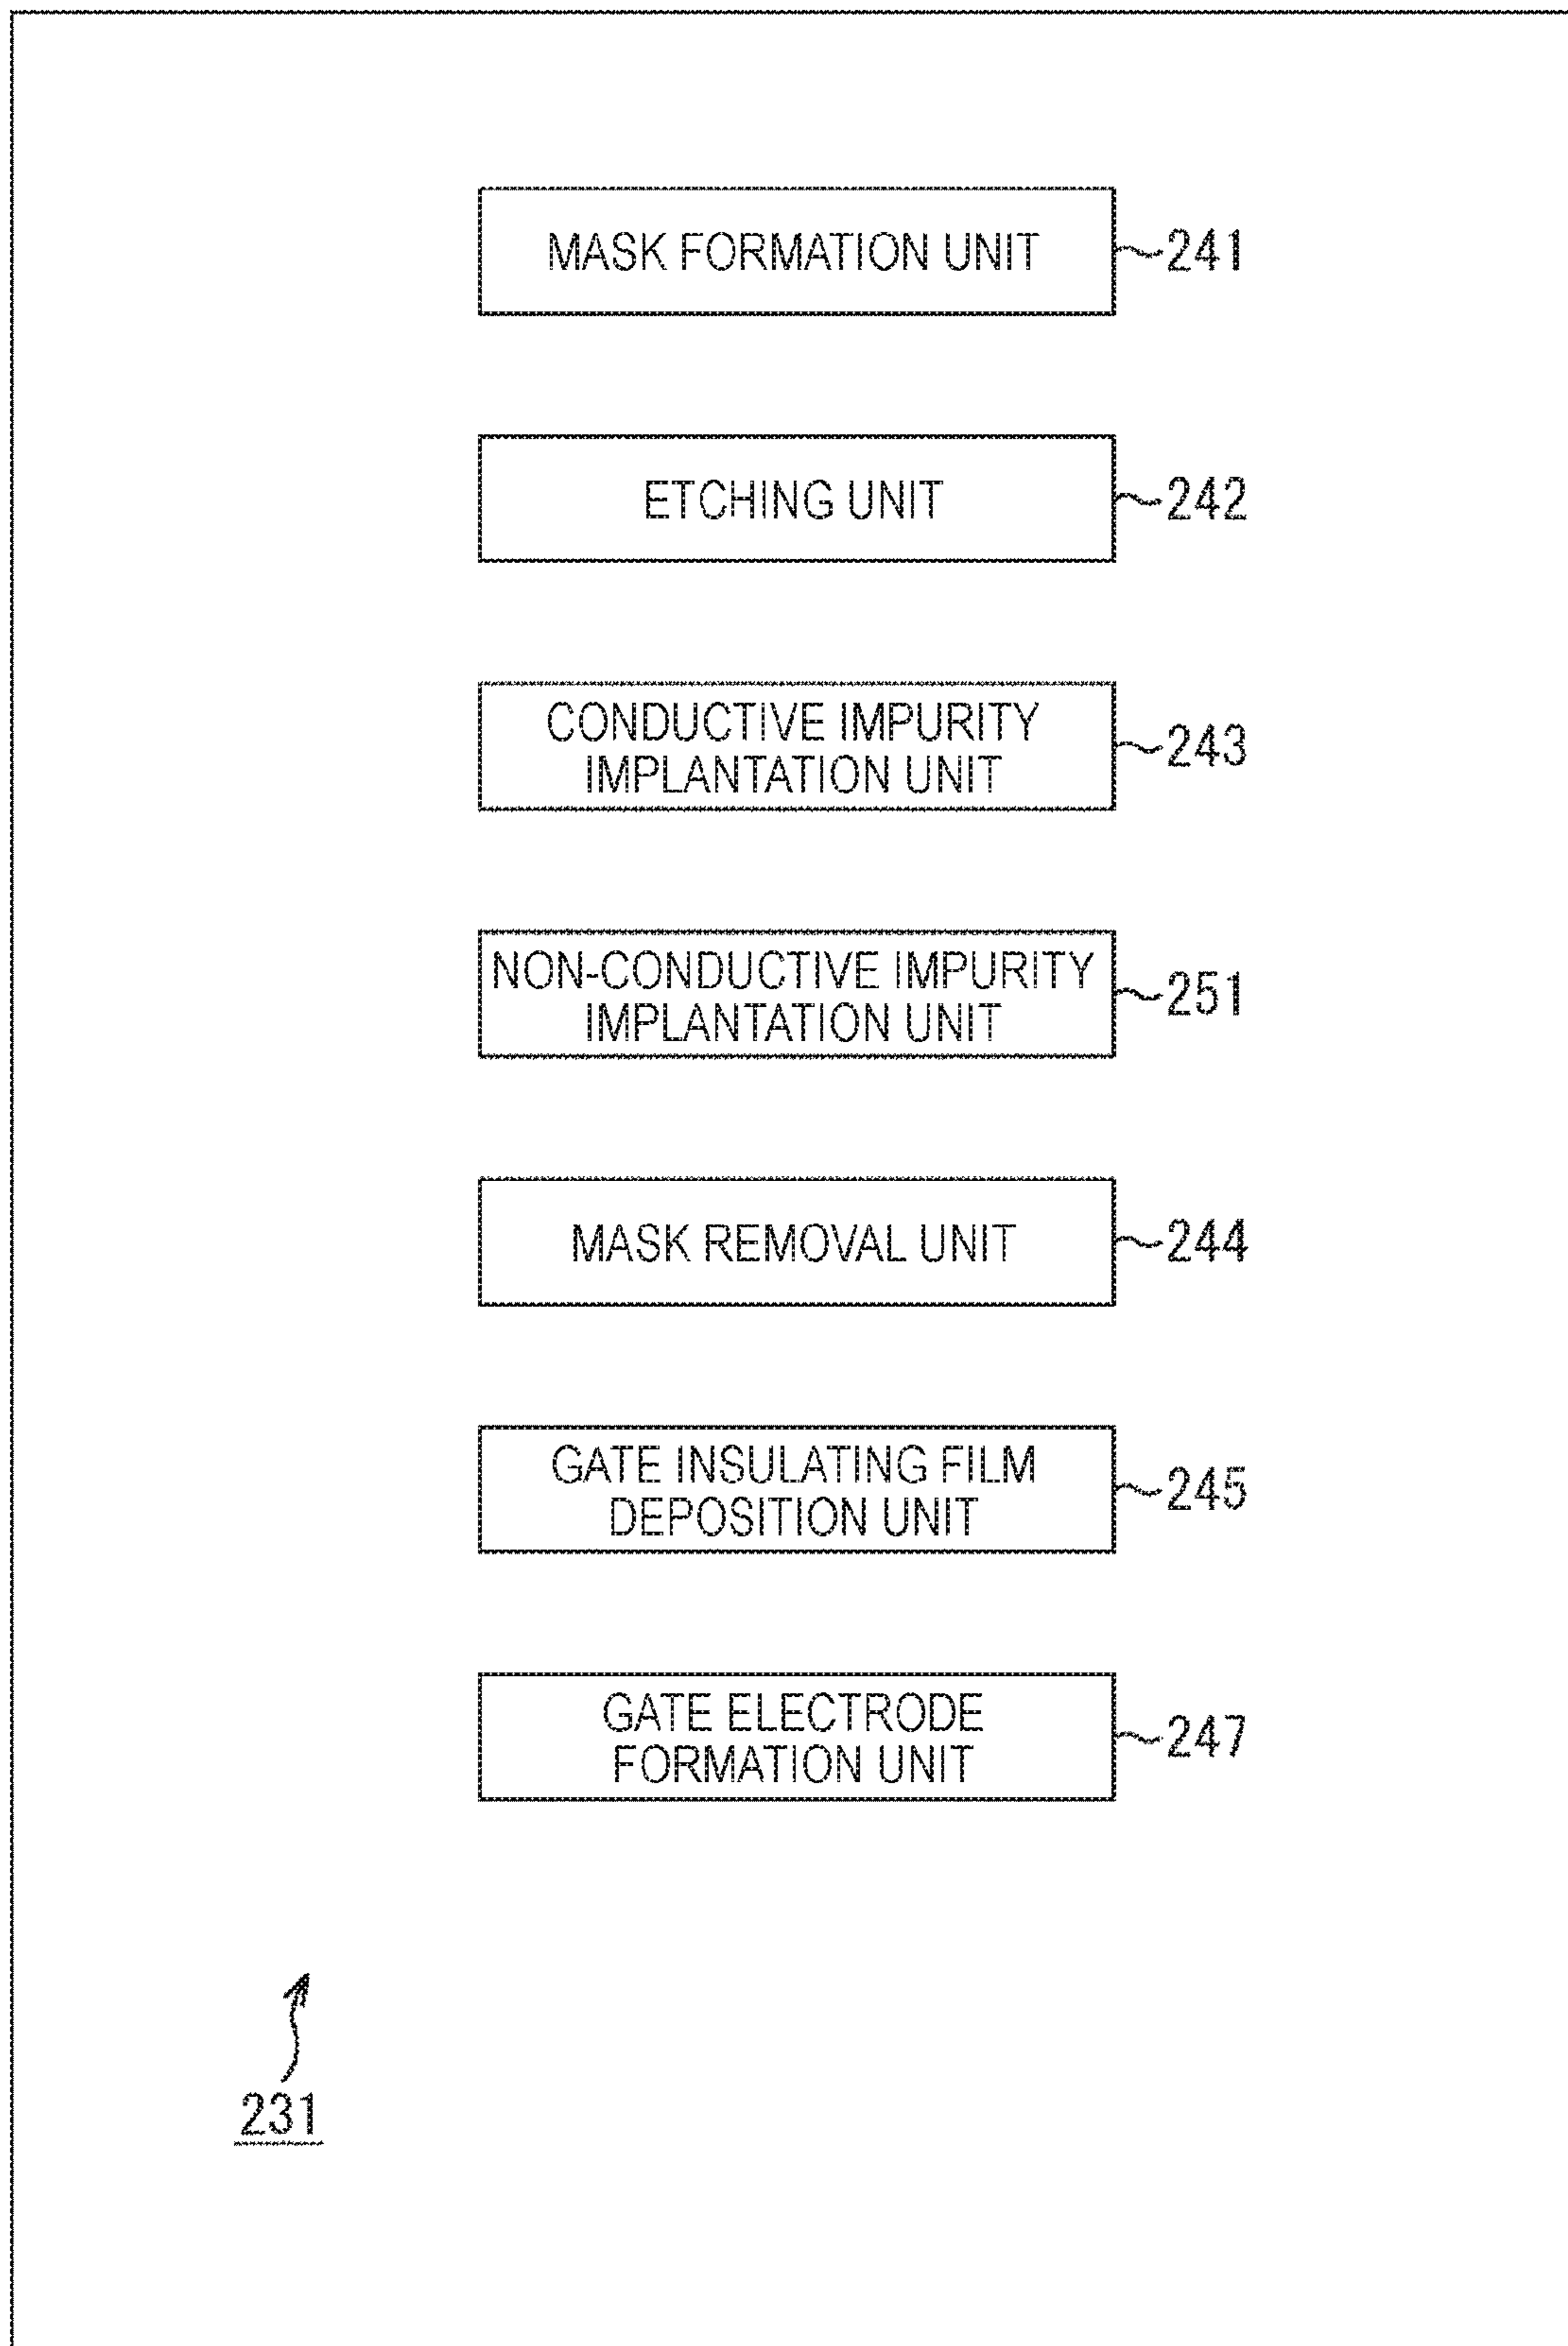 MASK FORMATION UNIT
241
ETCHING UNIT
242
CONDUCTIVE IMPURITY
IMPLANTATION UNIT
243
NON-CONDUCTIVE IMPURITY
IMPLANTATION UNIT
251
MASK REMOVAL UNIT
244
GATE INSULATING FILM
DEPOSITION UNIT
245
GATE ELECTRODE
FORMATION UNIT
247
231